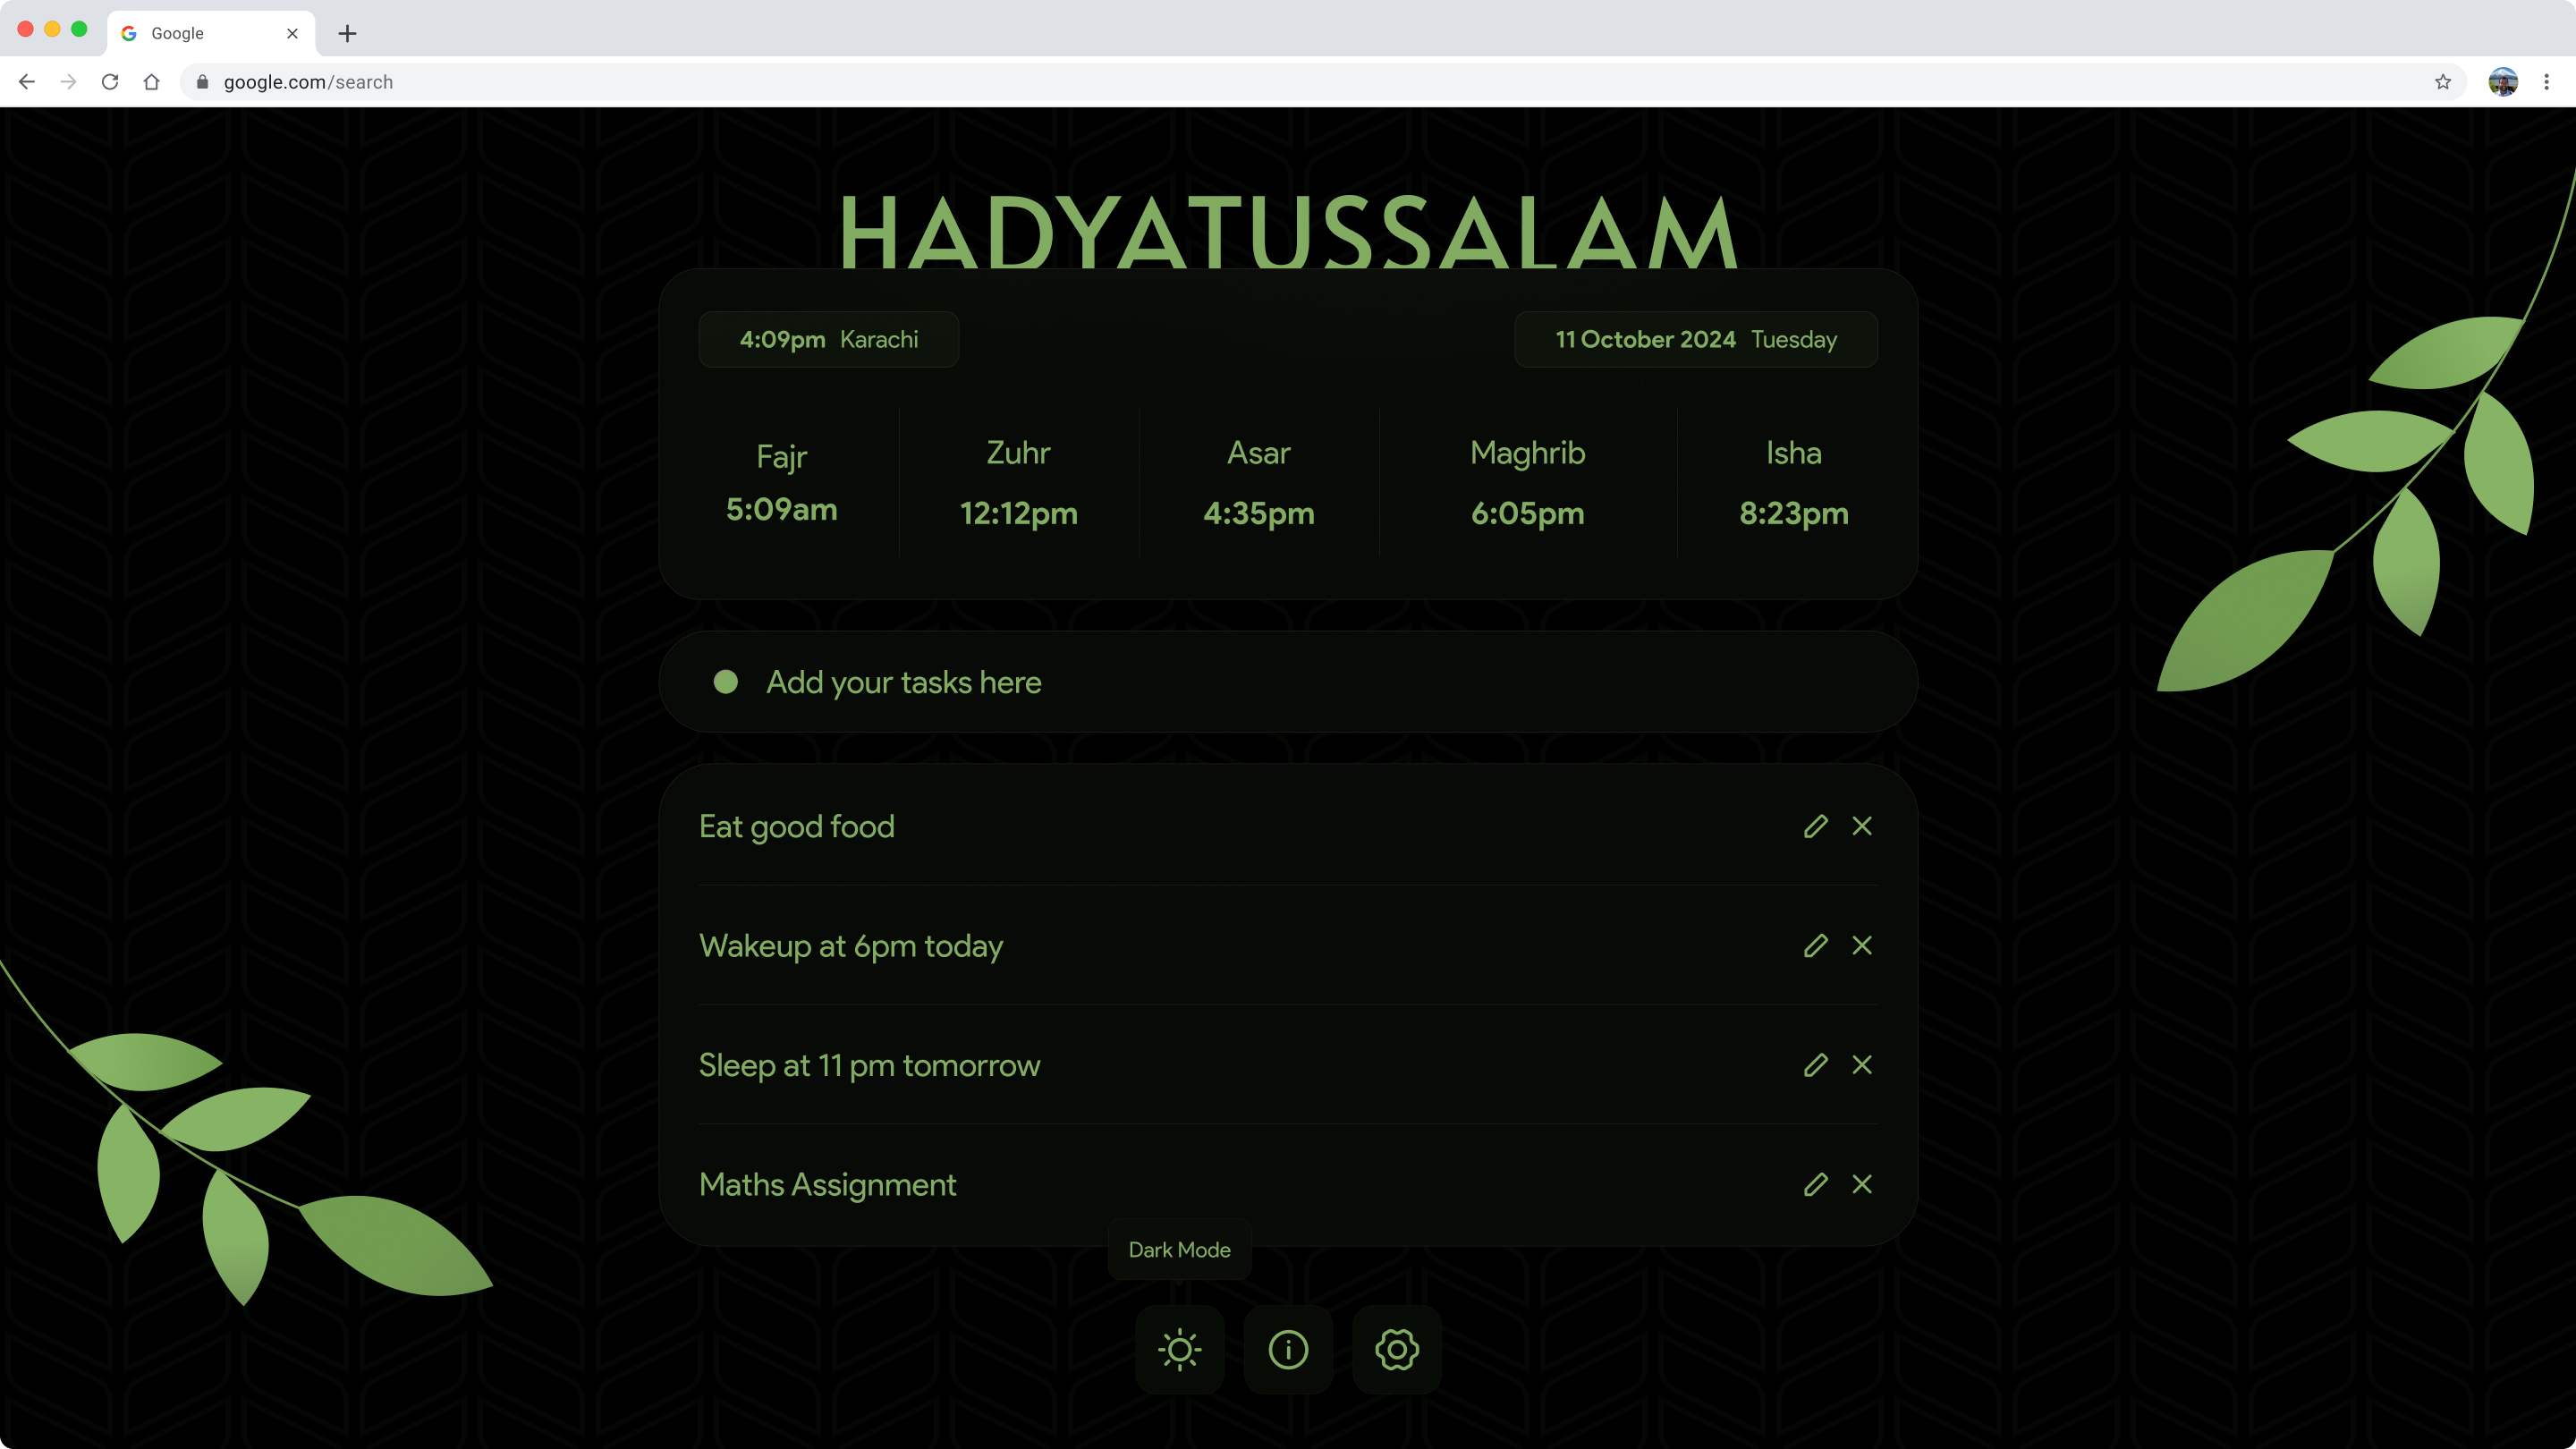 Google
google.com/search
HADYATUSSALAM
4:09pm Karachi
11 October 2024 Tuesday
Fajr
5:09am
Zuhr
12:12pm
Asar
4:35pm
Maghrib
6:05pm
Isha
8:23pm
Add your tasks here
Eat good food
Wakeup at 6pm today
Sleep at 11 pm tomorrow
Maths Assignment
Dark Mode